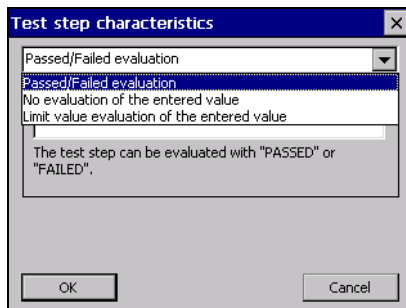 Test step characteristics
Passed/Failed evaluation
Passed/Failed evaluation
No evaluation of the entered value
Limit value evaluation of the entered value
The test step can be evaluated with "PASSED" or
"FAILED".
OK
Cancel